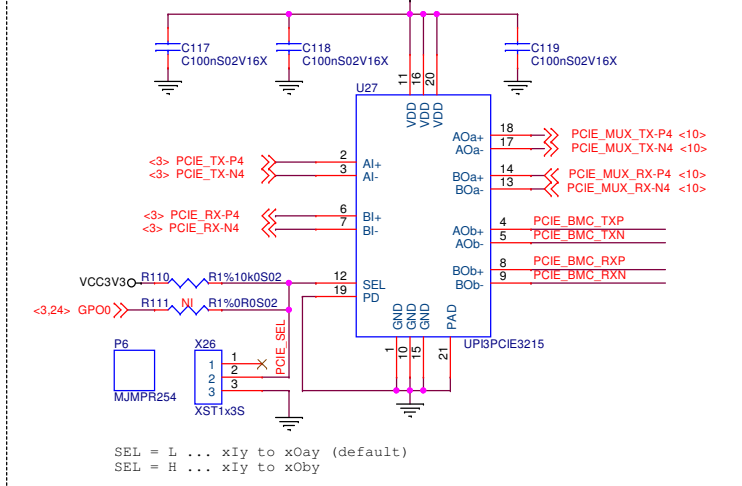 C117
C100nS02V16X
C118
C100nS02V16X
C119
C100nS02V16X
U27
11
16
20
VDD
VDD
VDD
<3> PCIE_TX-P4
2
AI+
<3> PCIE_TX-N4
3
AI-
<3> PCIE_RX-P4
6
BI+
<3> PCIE_RX-N4
7
BI-
AOa+
18
PCIE_MUX_TX-P4 <10>
AOa-
17
PCIE_MUX_TX-N4 <10>
BOa+
14
PCIE_MUX_RX-P4 <10>
BOa-
13
PCIE_MUX_RX-N4 <10>
AOb+
4
PCIE_BMC_TXP
AOb-
5
PCIE_BMC_TXN
BOb+
8
PCIE_BMC_RXP
BOb-
9
PCIE_BMC_RXN
VCC3V3
R110
R1%10k0S02
12
SEL
19
PD
<3,24> GPO0
R111
NI
R1%0R0S02
PCIE_SEL
GND
GND
GND
PAD
1
10
15
21
UPI3PCIE3215
P6
MJMPR254
X26
1
1
2
2
3
3
XST1x3S
SEL = L ... xIy to xOay (default)
SEL = H ... xIy to xOby